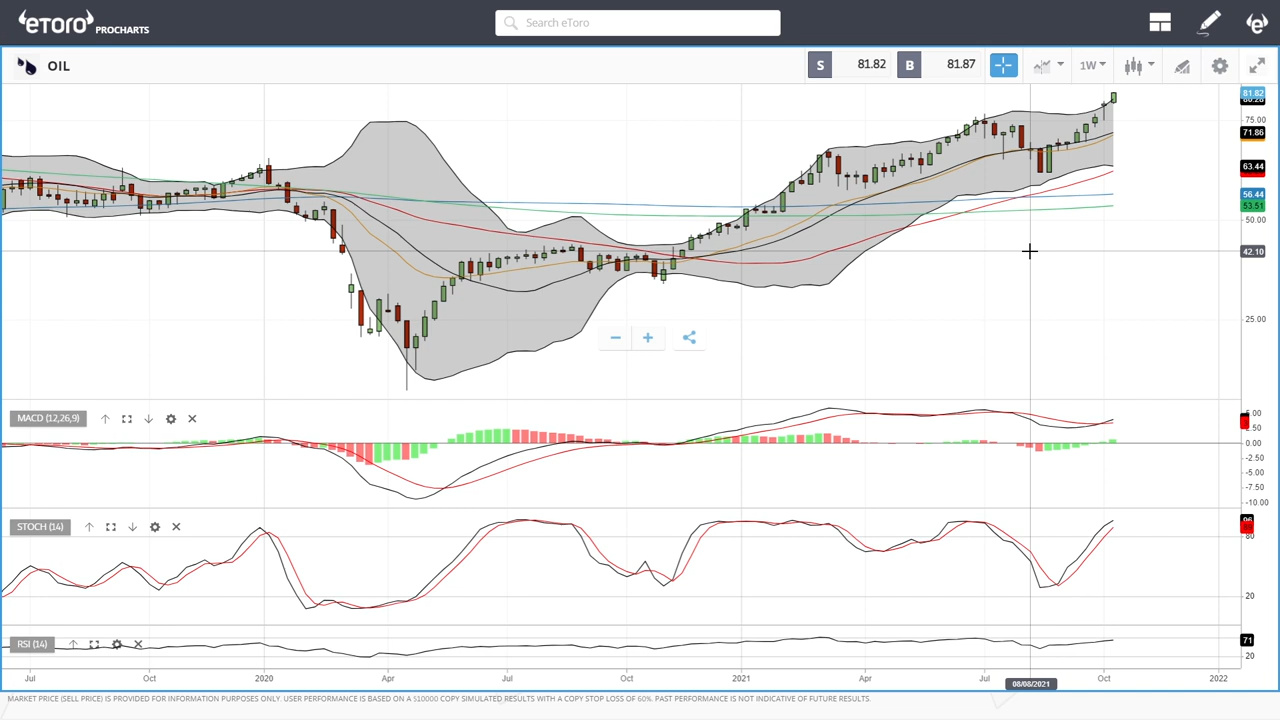 eTORO PROCHARTS
Search eToro
OIL
S 81.82 B 81.87
1W
81.82
75.00
71.86
63.44
56.44
53.51
50.00
42.10
25.00
MACD (12,26,9)
0.00
-2.50
-5.00
-7.50
-10.00
STOCH (14)
80
20
RSI (14)
71
20
Jul Oct 2020 Apr Jul Oct 2021 Apr Jul Oct 2022
08/08/2021
MARKET PRICE (SELL PRICE) IS PROVIDED FOR INFORMATION PURPOSES ONLY. USER PERFORMANCE IS BASED ON A $10000 COPY SIMULATED RESULTS WITH A COPY STOP LOSS OF 60%. PAST PERFORMANCE IS NOT INDICATIVE OF FUTURE RESULTS.